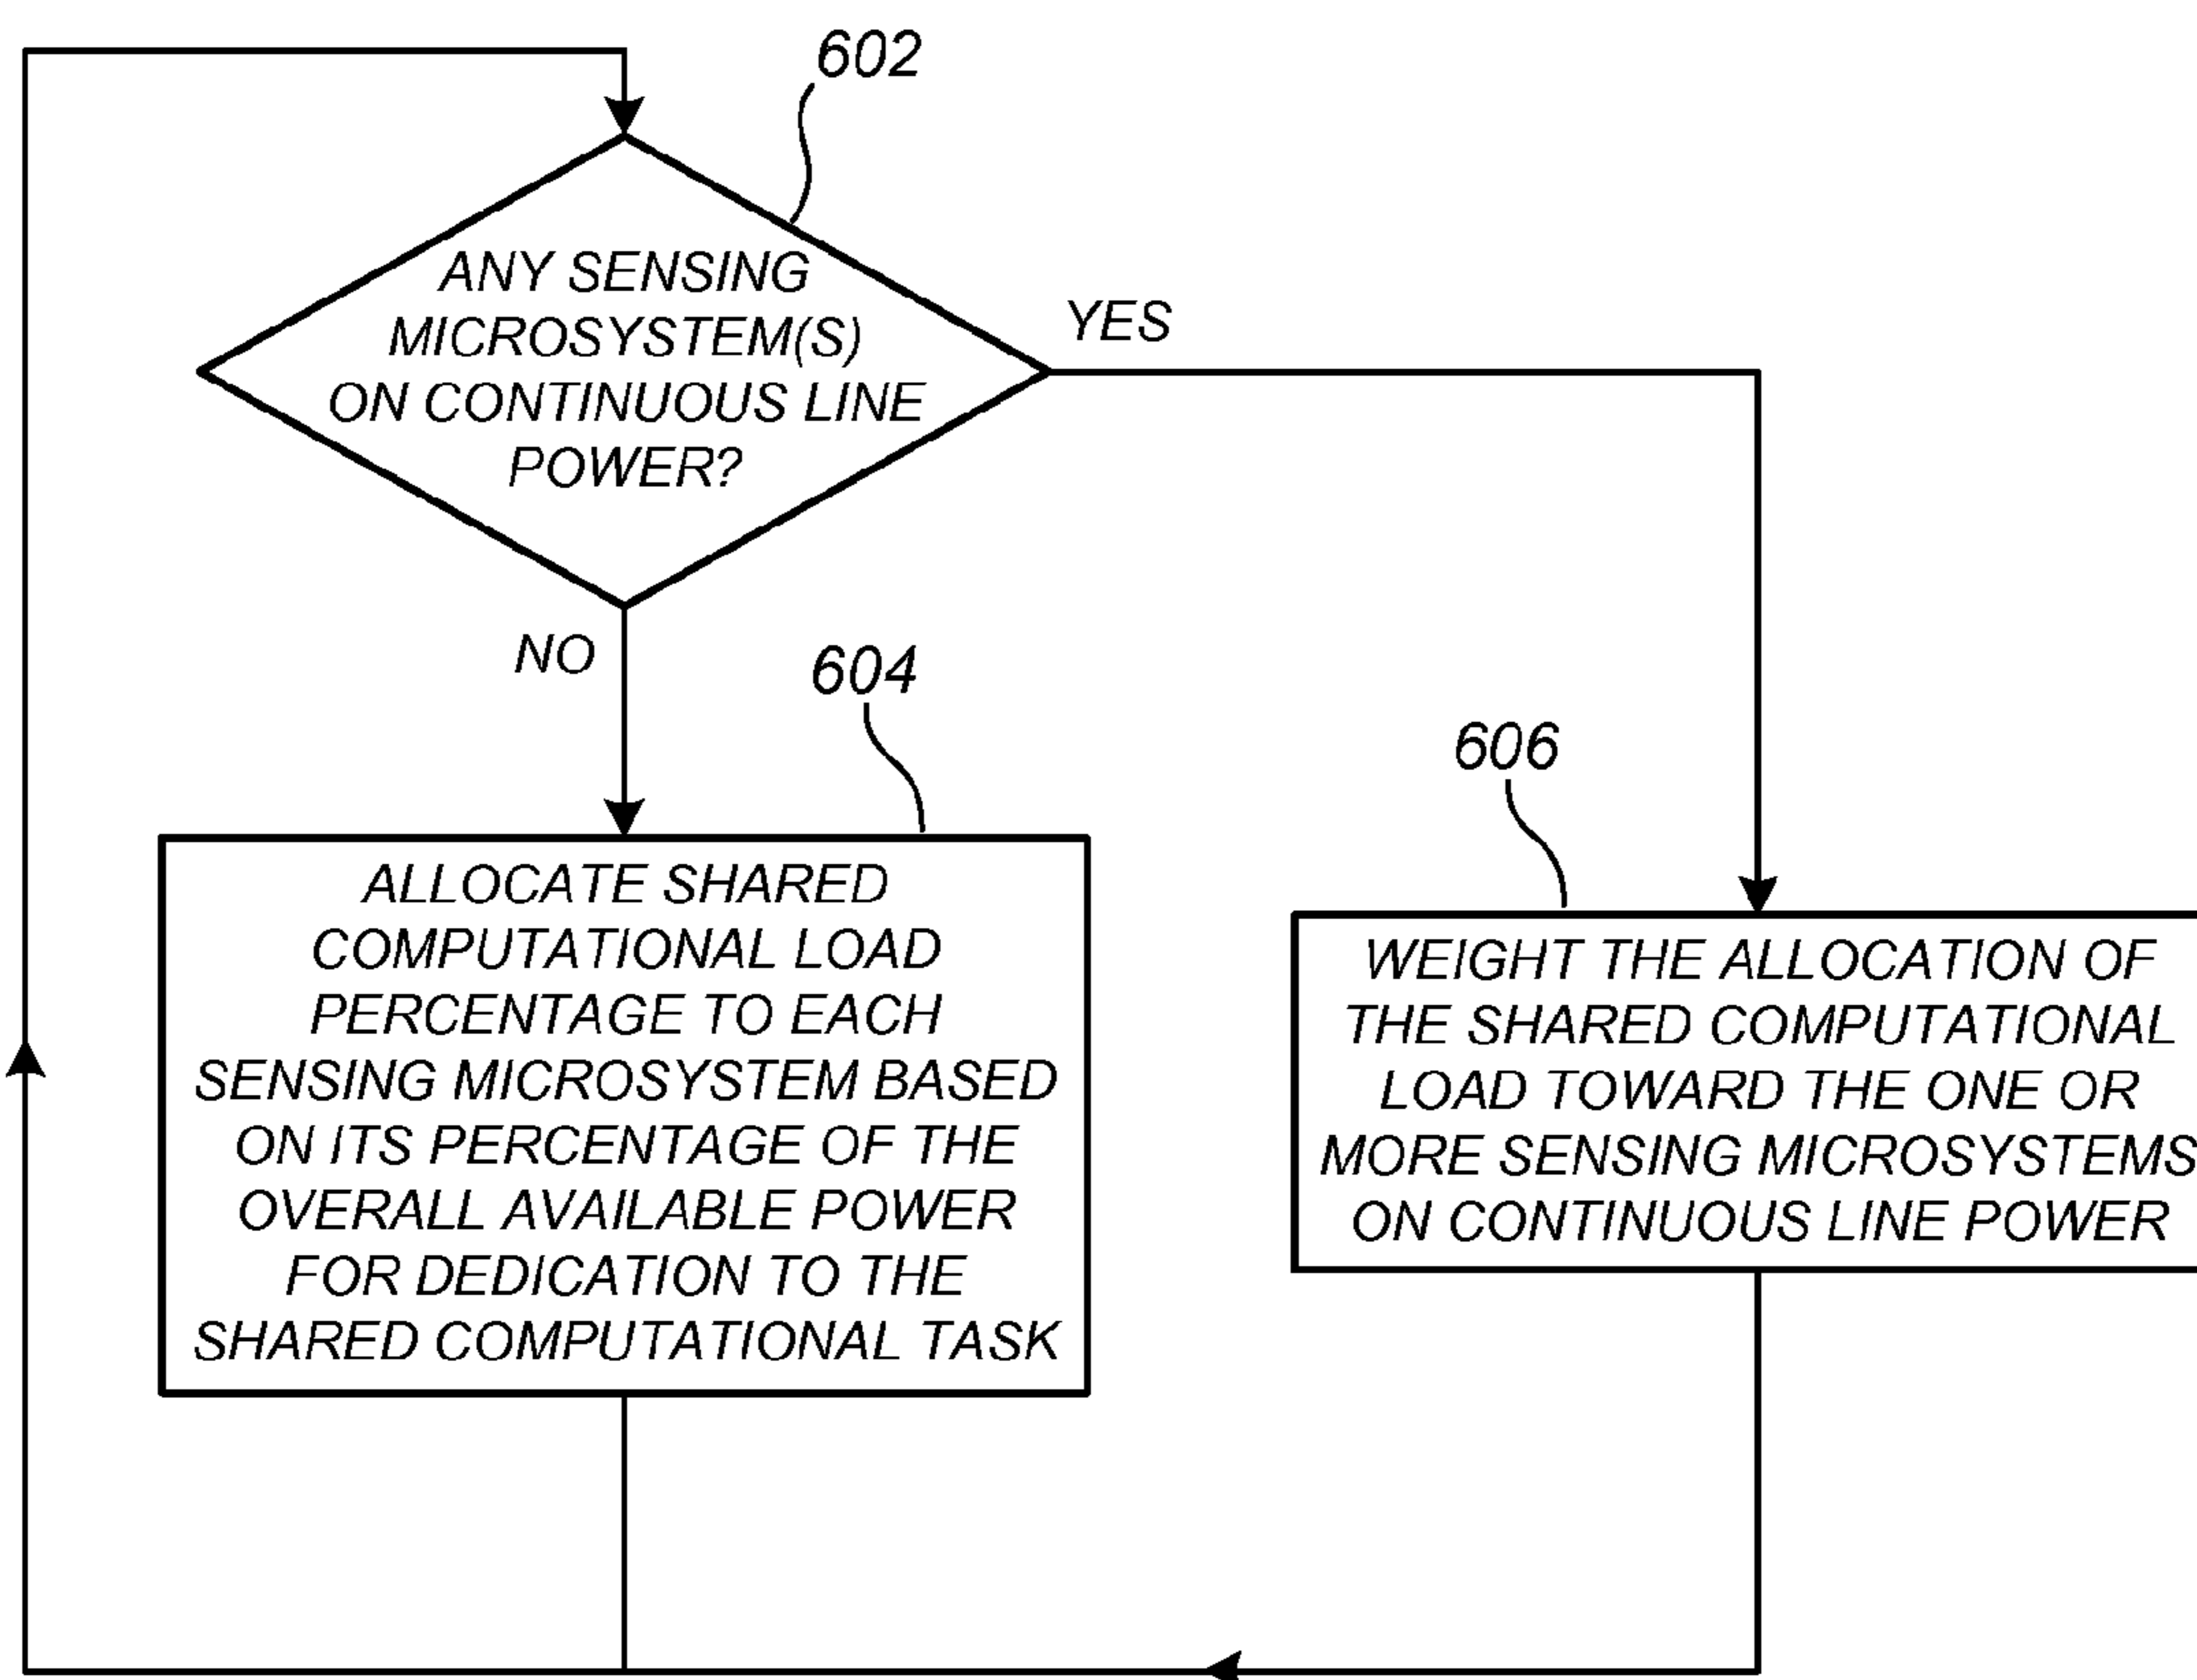 602
ANY SENSING
MICROSYSTEM(S)
ON CONTINUOUS LINE
POWER?
YES
NO
604
ALLOCATE SHARED
COMPUTATIONAL LOAD
PERCENTAGE TO EACH
SENSING MICROSYSTEM BASED
ON ITS PERCENTAGE OF THE
OVERALL AVAILABLE POWER
FOR DEDICATION TO THE
SHARED COMPUTATIONAL TASK
606
WEIGHT THE ALLOCATION OF
THE SHARED COMPUTATIONAL
LOAD TOWARD THE ONE OR
MORE SENSING MICROSYSTEMS
ON CONTINUOUS LINE POWER